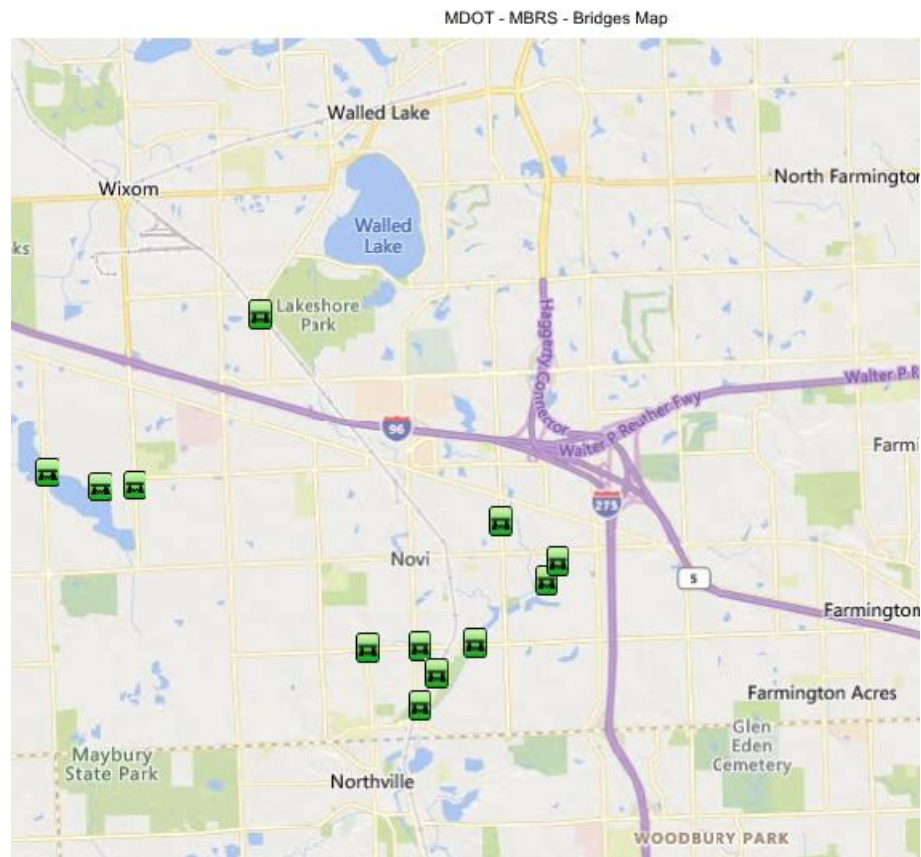 MDOT - MBRS - Bridges Map
Walled Lake
Wixom
North Farmington
Walled
Lake
ks
Lakeshore
Park
Haggerty Connector
Walter P R
Walter P Reuther Fwy
96
Farmi
275
Novi
5
Farmington
Farmington Acres
Maybury
State Park
Glen
Eden
Cemetery
Northville
WOODBURY PARK